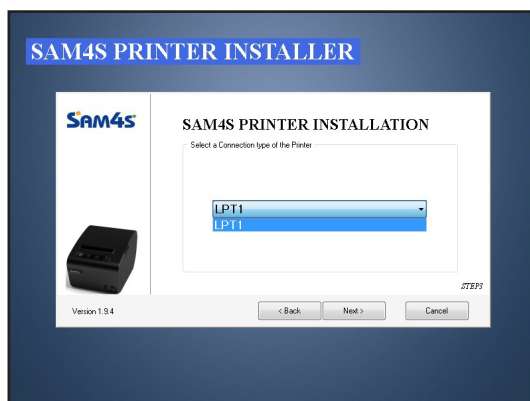 SAM4S PRINTER INSTALLER
SAM4S
SAM4S PRINTER INSTALLATION
Select a Connection type of the Printer
LPT1
LPT1
STEP3
Version 1.9.4
< Back
Next >
Cancel